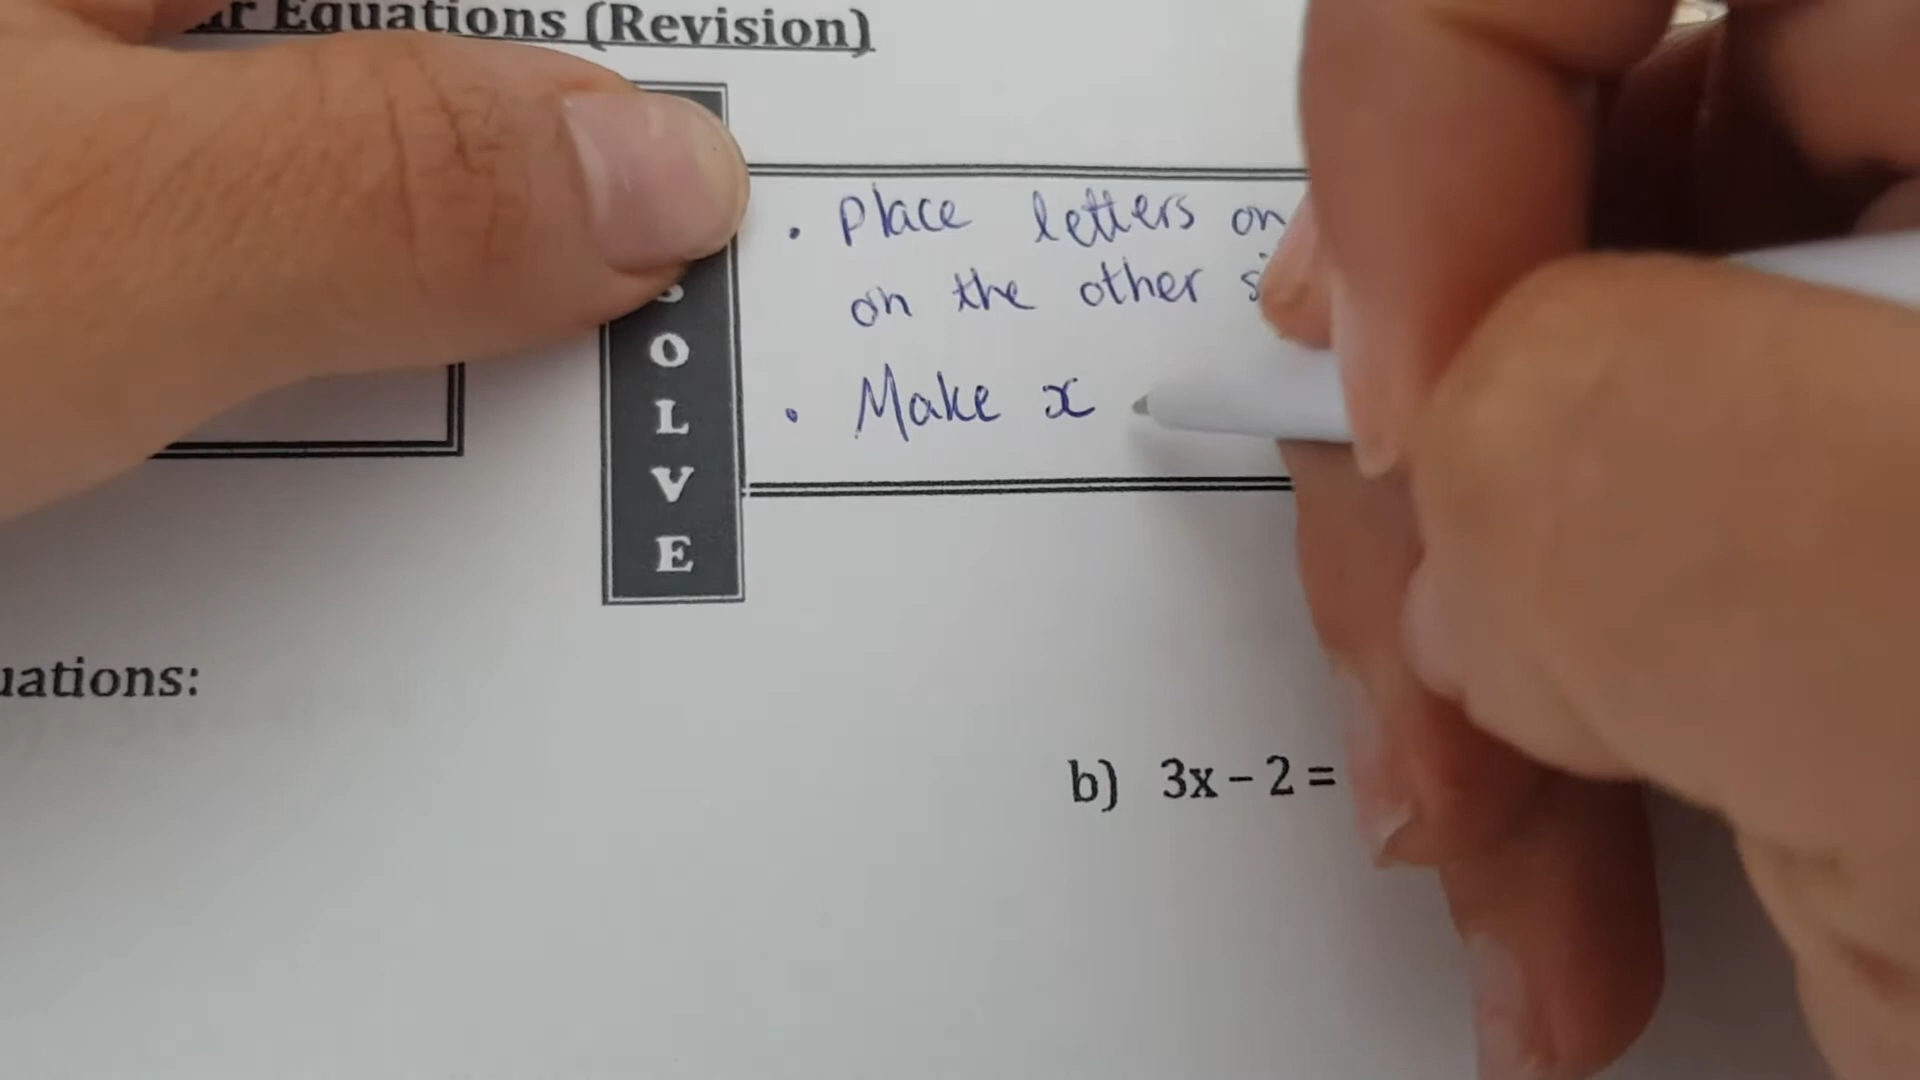 Equations (Revision)
S
O
L
V
E
• Place letters on
on the other
• Make x
uations:
b) 3x – 2 =